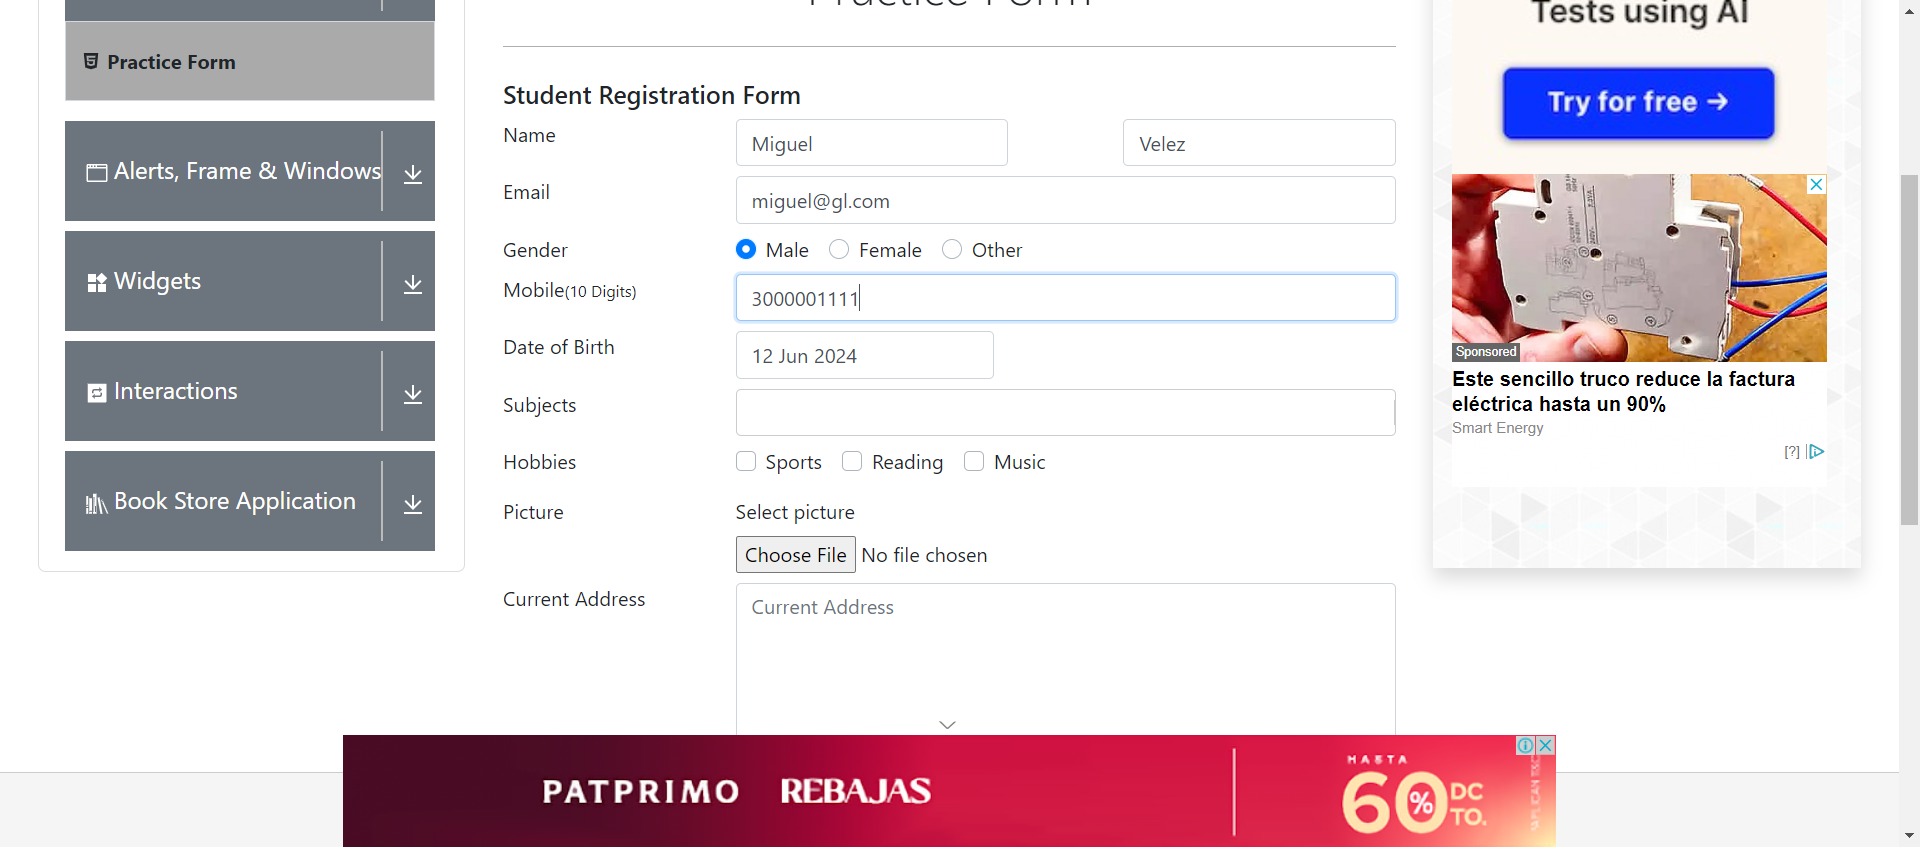 Practice Form
Practice Form
Alerts, Frame & Windows
Widgets
Interactions
Book Store Application
Student Registration Form
Name
Miguel
Velez
Email
miguel@gl.com
Gender
Male
Female
Other
Mobile(10 Digits)
3000001111
Date of Birth
12 Jun 2024
Subjects
Hobbies
Sports
Reading
Music
Picture
Select picture
Choose File
No file chosen
Current Address
Current Address
Tests using AI
Try for free →
Sponsored
Este sencillo truco reduce la factura
eléctrica hasta un 90%
Smart Energy
[?]
PATPRIMO REBAJAS
HASTA
60% DCTO.